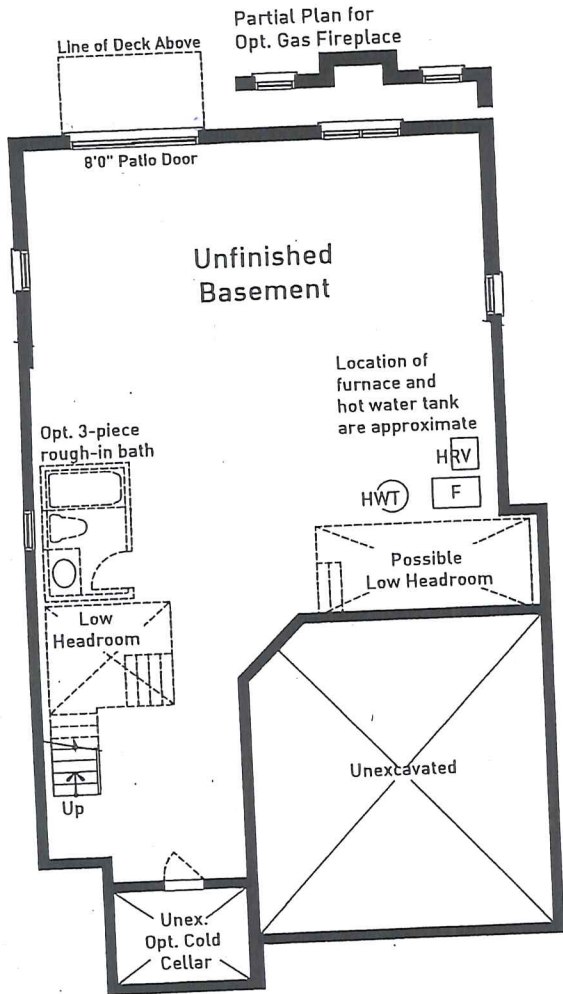 Partial Plan for
Opt. Gas Fireplace
Line of Deck Above
8'0" Patio Door
Unfinished
Basement
Location of
furnace and
hot water tank
are approximate
Opt. 3-piece
rough-in bath
HRV
HWT
F
Possible
Low Headroom
Low
Headroom
Unexcavated
Up
Unex.
Opt. Cold
Cellar